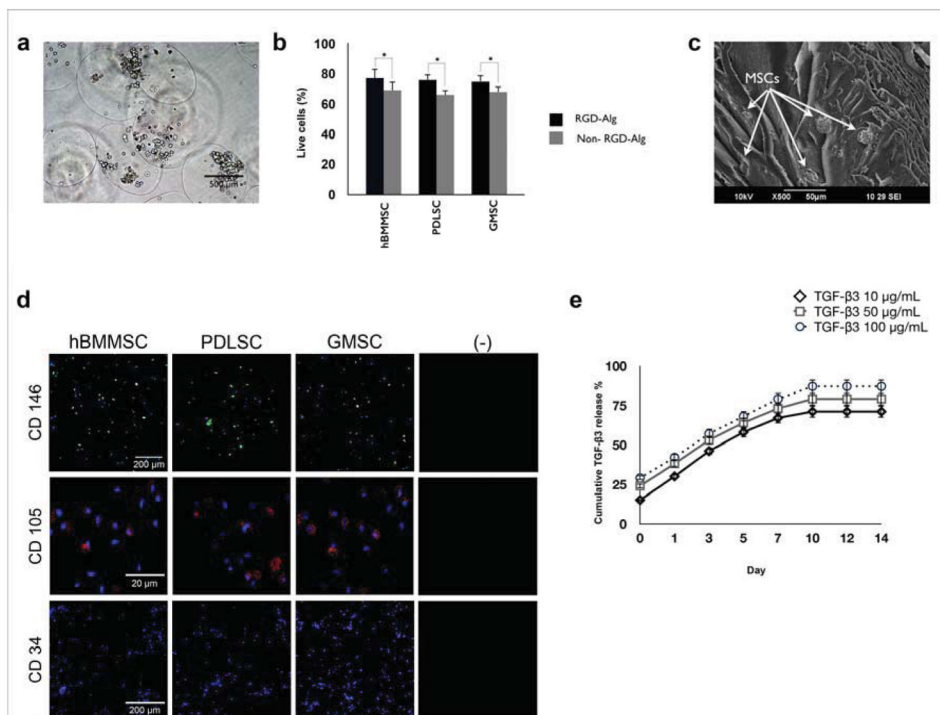 a
500 µm
b
100
80
60
40
20
0
Live cells (%)
*
*
*
hBMMSC
PDLSC
GMSC
RGD-Alg
Non- RGD-Alg
c
MSCs
10kV X500 50µm 10 29 SEI
d
hBMMSC PDLSC GMSC (-)
CD 146
200 µm
CD 105
20 µm
CD 34
200 µm
e
TGF-β3 10 µg/mL
TGF-β3 50 µg/mL
TGF-β3 100 µg/mL
100
75
50
25
0
Cumulative TGF-β3 release %
0 1 3 5 7 10 12 14
Day